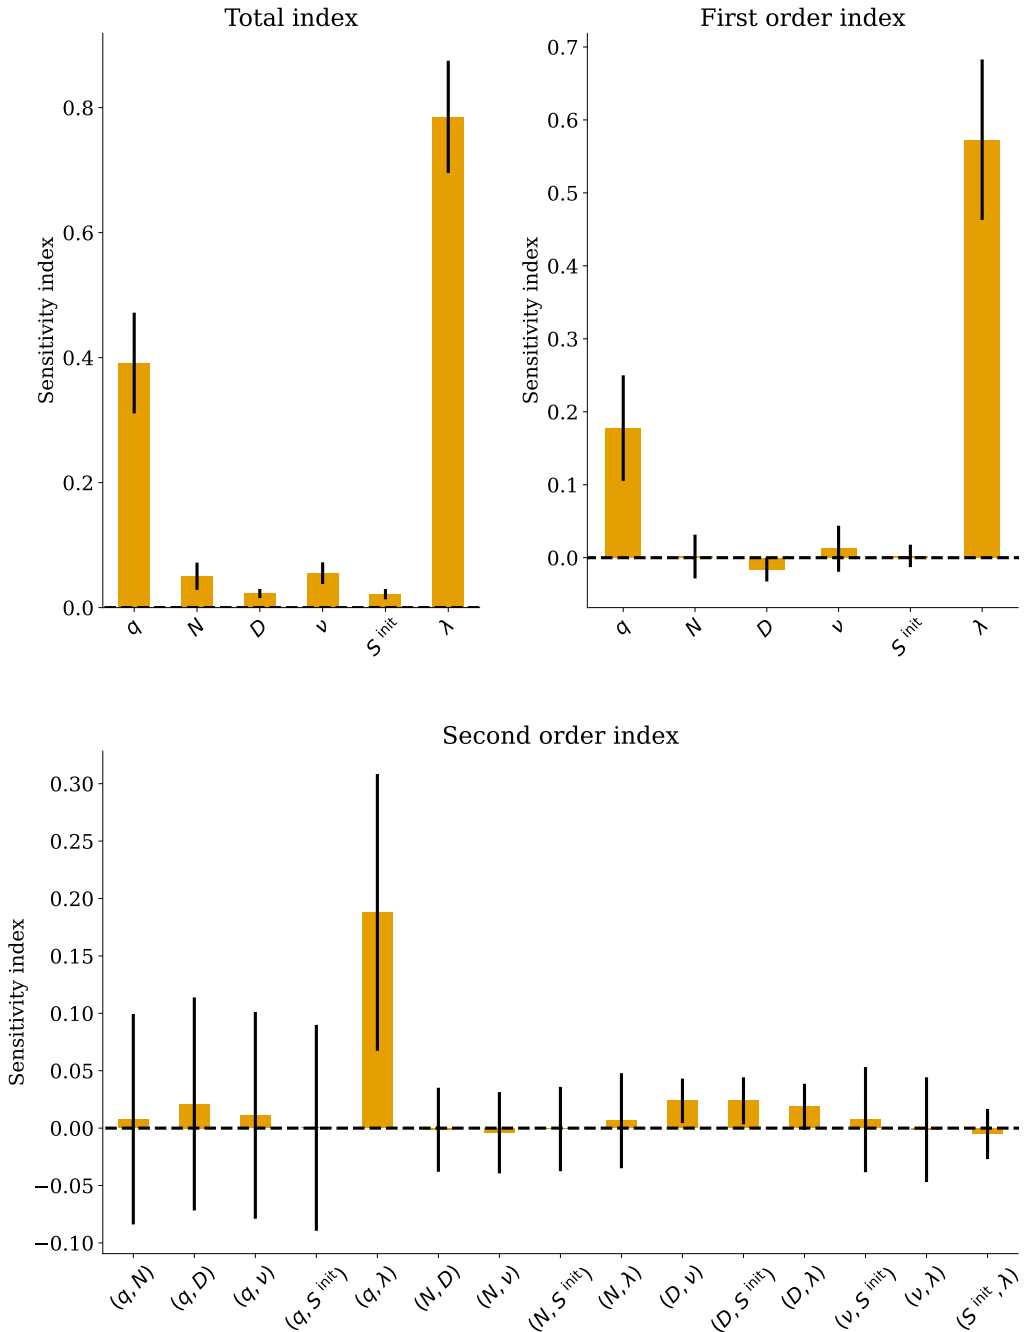 Total index
Sensitivity index
0.8
0.6
0.4
0.2
0.0
q N D ν S init λ
First order index
Sensitivity index
0.7
0.6
0.5
0.4
0.3
0.2
0.1
0.0
q N D ν S init λ
Second order index
Sensitivity index
0.30
0.25
0.20
0.15
0.10
0.05
0.00
−0.05
−0.10
(q, N) (q, D) (q, ν) (q, S init) (q, λ) (N, D) (N, ν) (N, S init) (N, λ) (D, ν) (D, S init) (D, λ) (ν, S init) (ν, λ) (S init, λ)